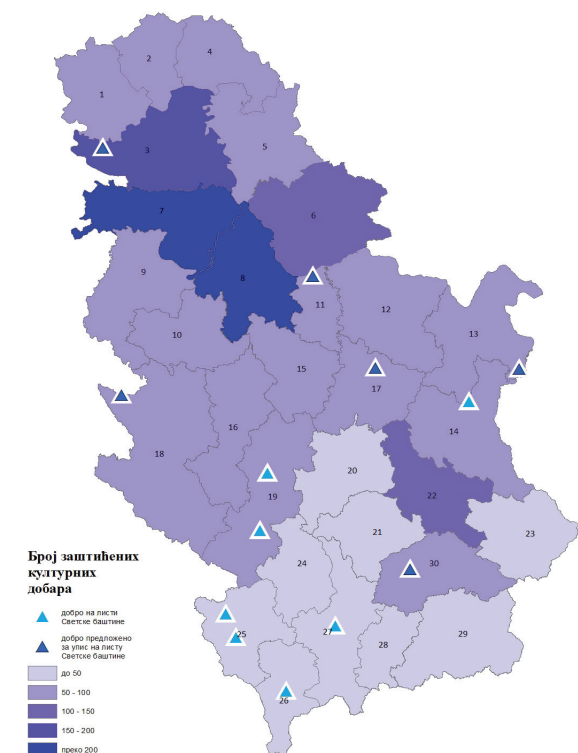 2
4
1
3
5
6
7
8
9
11
12
13
10
15
17
14
16
18
19
20
22
21
23
24
30
25
27
28
29
26
Број заштићених
културних
добара
добро на листи
Светске баштине
добро предложено
за упис на листу
Светске баштине
до 50
50 - 100
100 - 150
150 - 200
преко 200